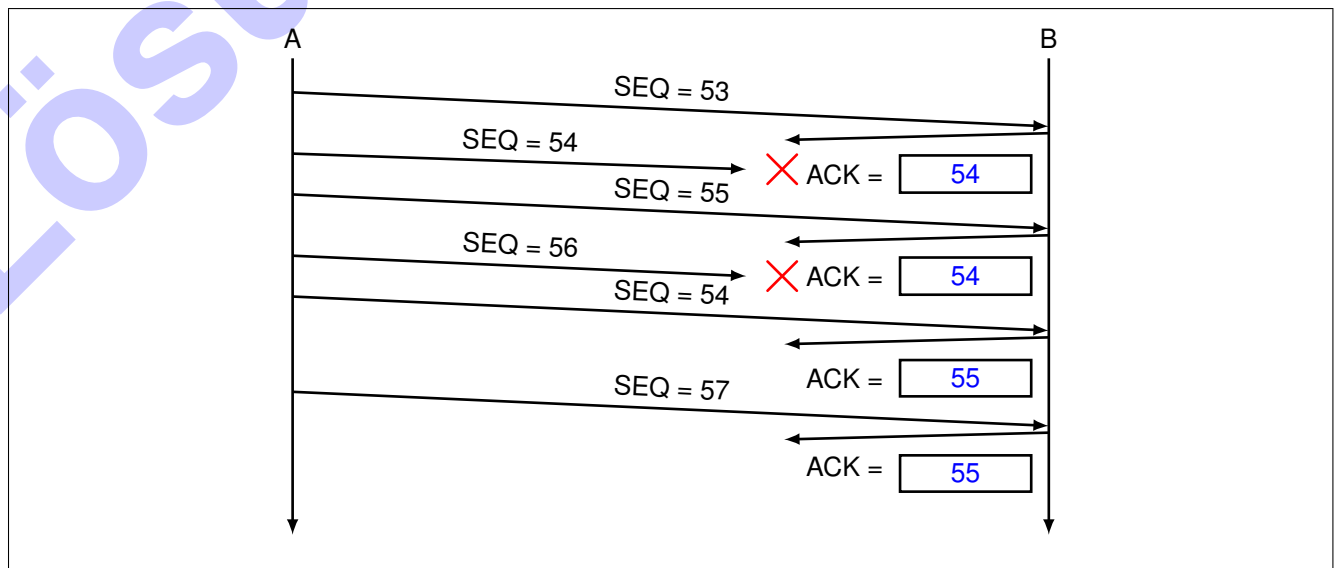 Lösu
A B
SEQ = 53
SEQ = 54
ACK = 54
SEQ = 55
SEQ = 56
ACK = 54
SEQ = 54
ACK = 55
SEQ = 57
ACK = 55